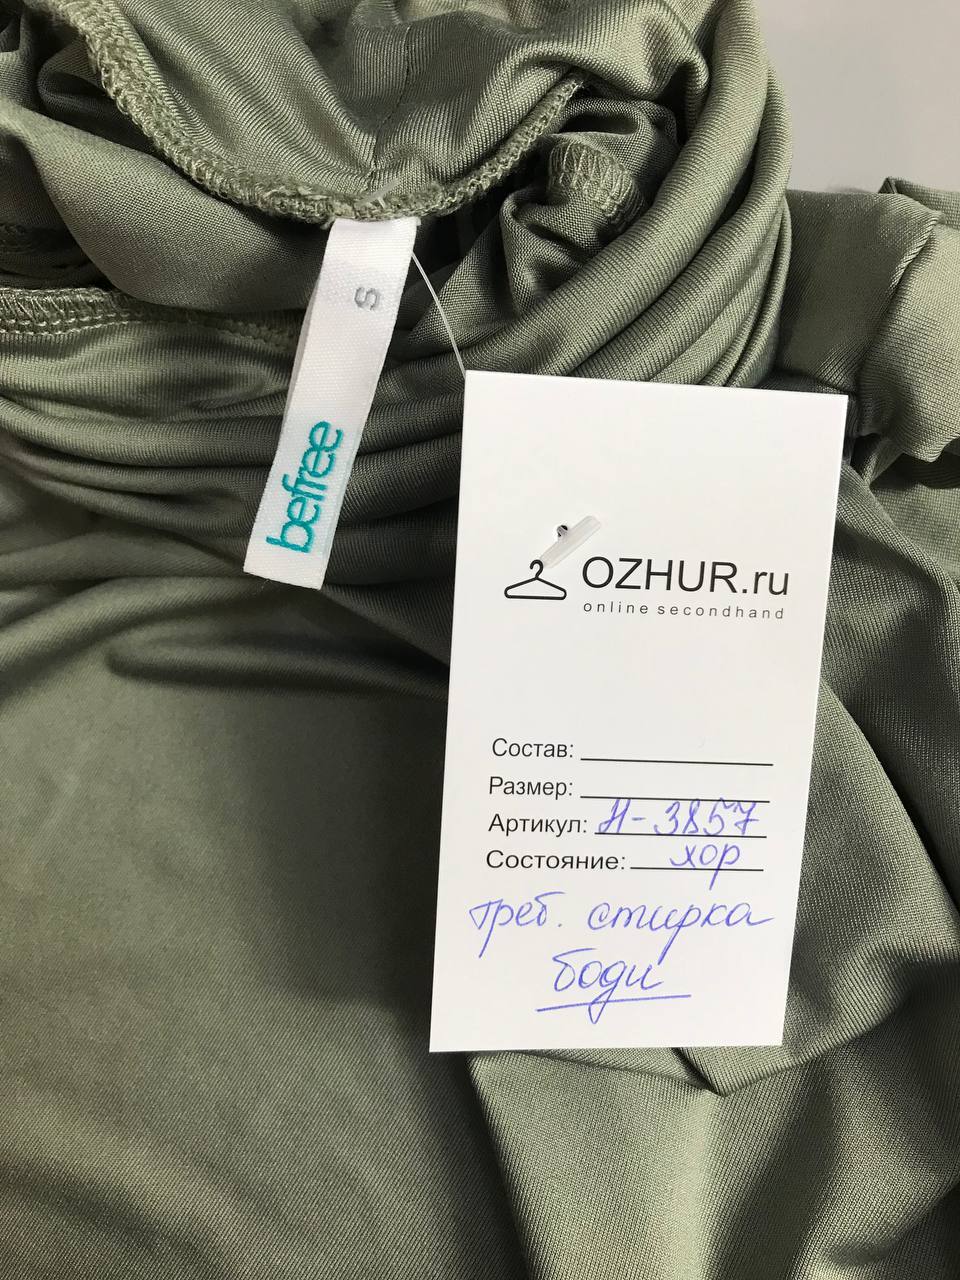 S
befree
OZHUR.ru
online secondhand
Состав:
Размер:
Артикул: Н-3857
Состояние: хор
треб. стирка
боди